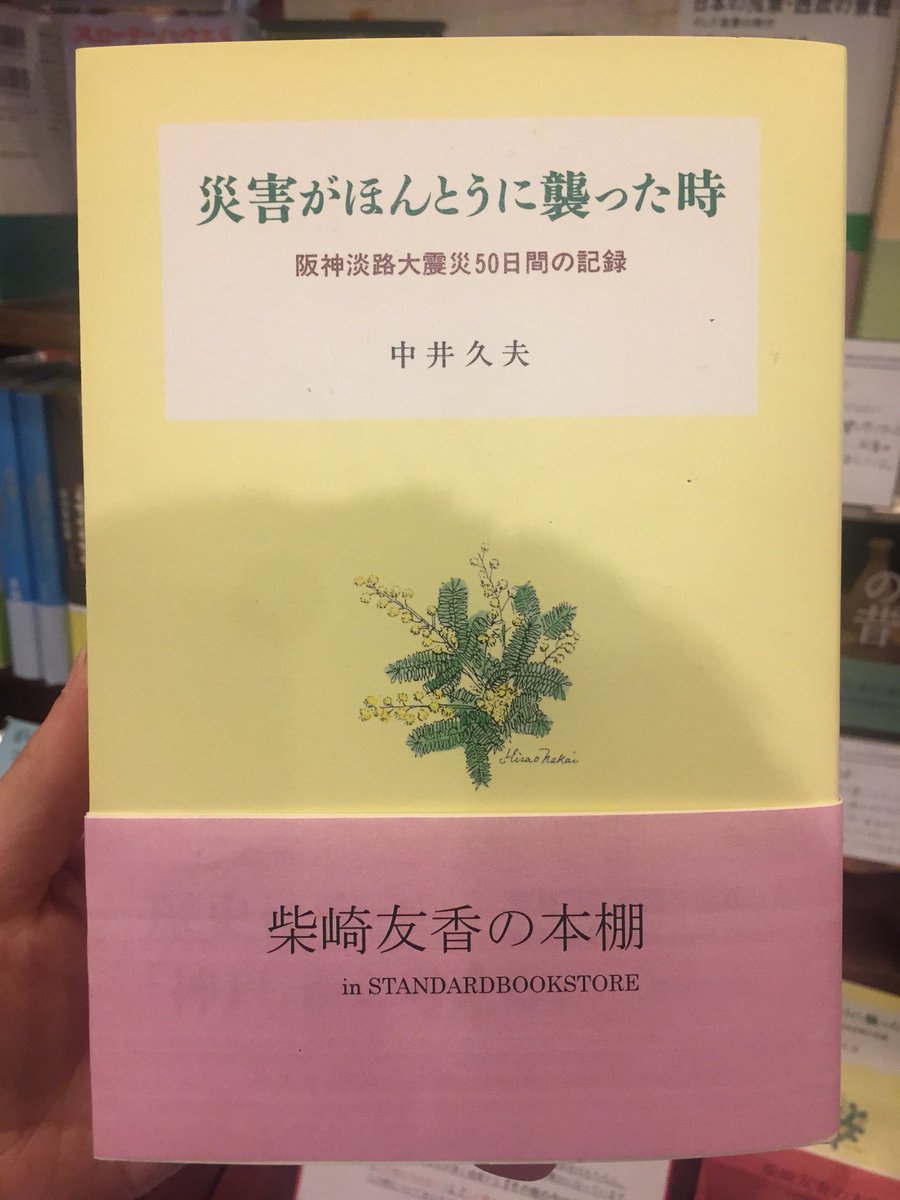 災害がほんとうに襲った時
阪神淡路大震災50日間の記録
中井久夫
Hisao Nakai
柴崎友香の本棚
in STANDARDBOOKSTORE